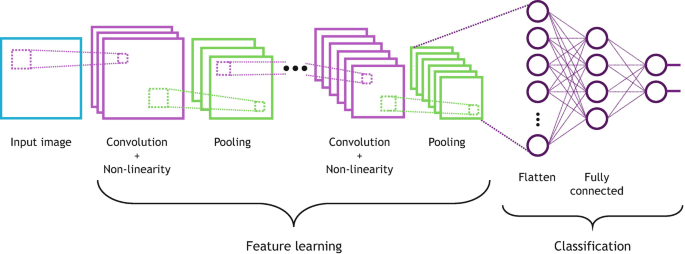 Input image
Convolution
+
Non-linearity
Pooling
Convolution
+
Non-linearity
Pooling
Flatten
Fully
connected
Feature learning
Classification